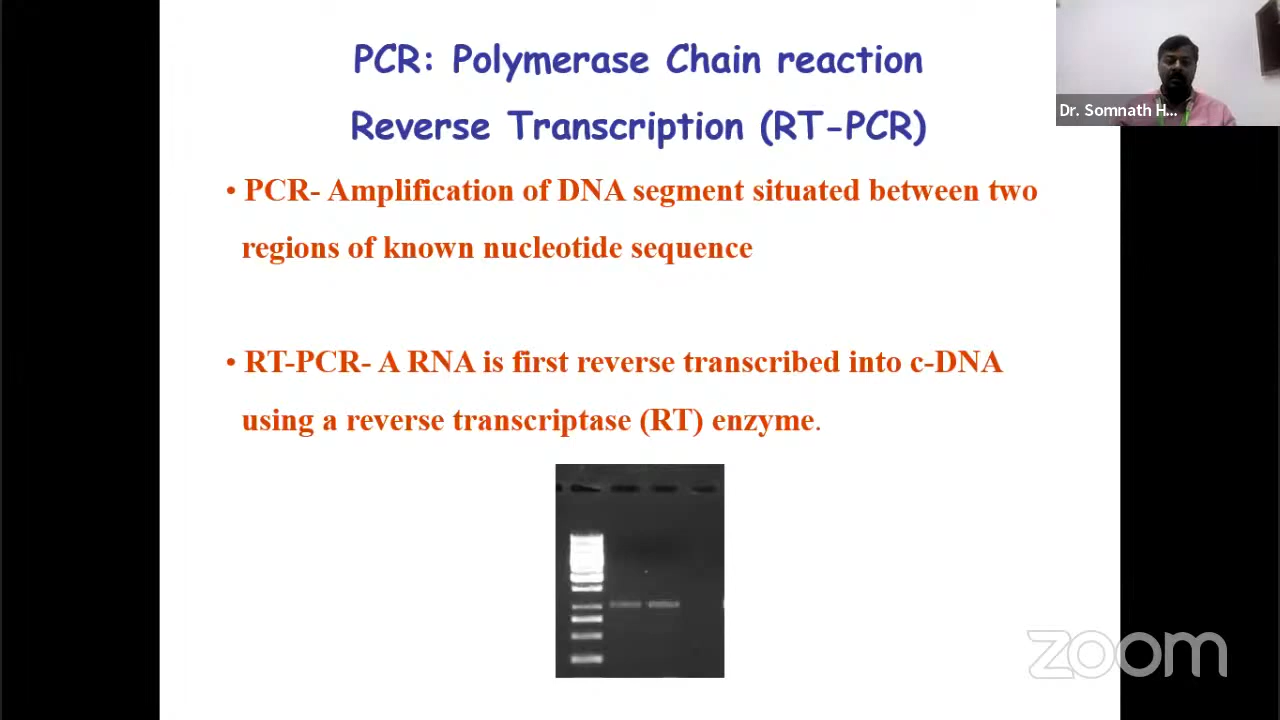 PCR: Polymerase Chain reaction
Reverse Transcription (RT-PCR)
• PCR- Amplification of DNA segment situated between two
regions of known nucleotide sequence
• RT-PCR- A RNA is first reverse transcribed into c-DNA
using a reverse transcriptase (RT) enzyme.
Dr. Somnath H...
zoom